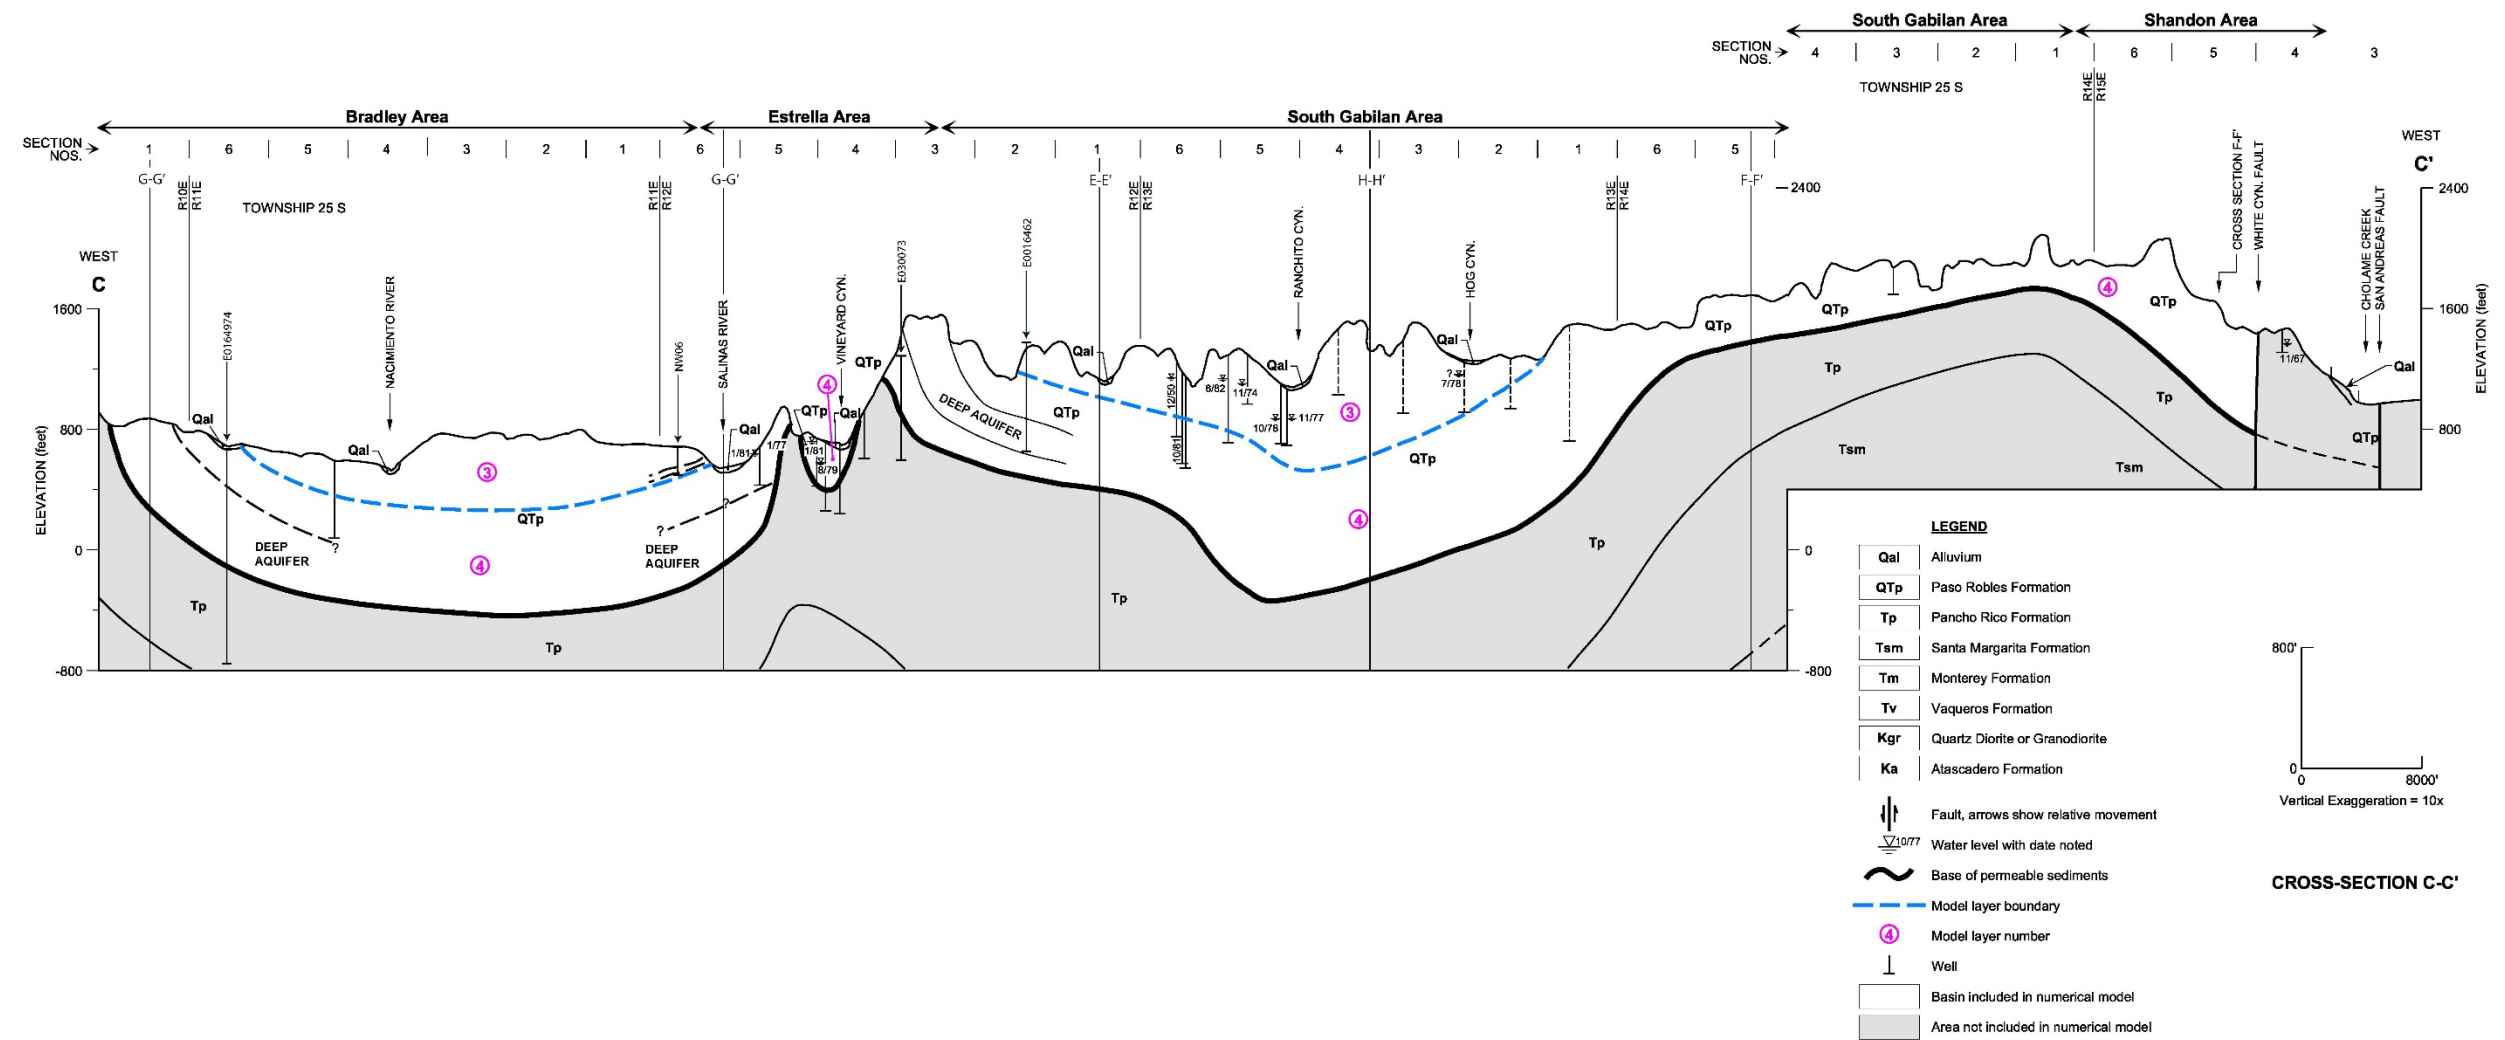 South Gabilan Area
Shandon Area
SECTION NOS.
4 3 2 1 6 5 4 3
TOWNSHIP 25 S
R14E
R15E
Bradley Area
Estrella Area
South Gabilan Area
SECTION NOS.
1 6 5 4 3 2 1 6 5 4 3 2 1 6 5 4 3 2 1 6 5
G-G'
G-G'
E-E'
H-H'
F-F'
2400
R10E
R11E
TOWNSHIP 25 S
R11E
R12E
R12E
R13E
R13E
R14E
WEST
C
WEST
C'
CROSS SECTION F-F'
WHITE CYN. FAULT
CHOLAME CREEK
SAN ANDREAS FAULT
E0164974
NACIMIENTO RIVER
NW06
SALINAS RIVER
VINEYARD CYN.
E030073
E0016462
RANCHITO CYN.
HOG CYN.
ELEVATION (feet)
1600
800
0
-800
2400
1600
800
ELEVATION (feet)
0
-800
Qal
Qal
3
QTp
4
DEEP AQUIFER
?
?
DEEP AQUIFER
?
Tp
Tp
Qal
1/81
1/77
QTp
4
Qal
1/81
8/79
QTp
DEEP AQUIFER
QTp
Qal
12/50
10/81
6/82
11/74
Qal
10/78
11/77
3
Qal
?
7/78
QTp
4
Tp
Tp
QTp
QTp
Tp
Tsm
4
QTp
Tp
Tsm
11/67
Qal
QTp
LEGEND
Qal Alluvium
QTp Paso Robles Formation
Tp Pancho Rico Formation
Tsm Santa Margarita Formation
Tm Monterey Formation
Tv Vaqueros Formation
Kgr Quartz Diorite or Granodiorite
Ka Atascadero Formation
Fault, arrows show relative movement
10/77 Water level with date noted
Base of permeable sediments
Model layer boundary
4 Model layer number
Well
Basin included in numerical model
Area not included in numerical model
800'
0
0 8000'
Vertical Exaggeration = 10x
CROSS-SECTION C-C'